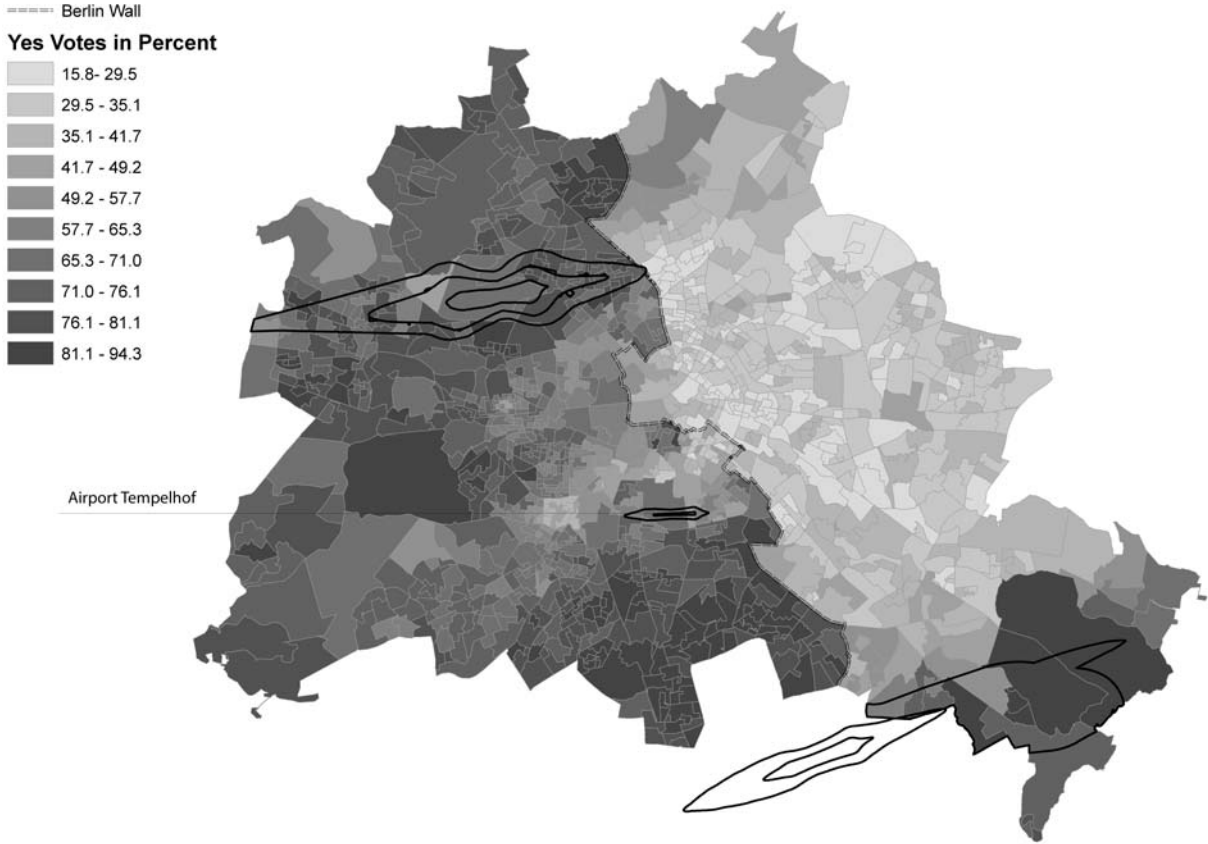 Berlin Wall
Yes Votes in Percent
15.8- 29.5
29.5 - 35.1
35.1 - 41.7
41.7 - 49.2
49.2 - 57.7
57.7 - 65.3
65.3 - 71.0
71.0 - 76.1
76.1 - 81.1
81.1 - 94.3
Airport Tempelhof